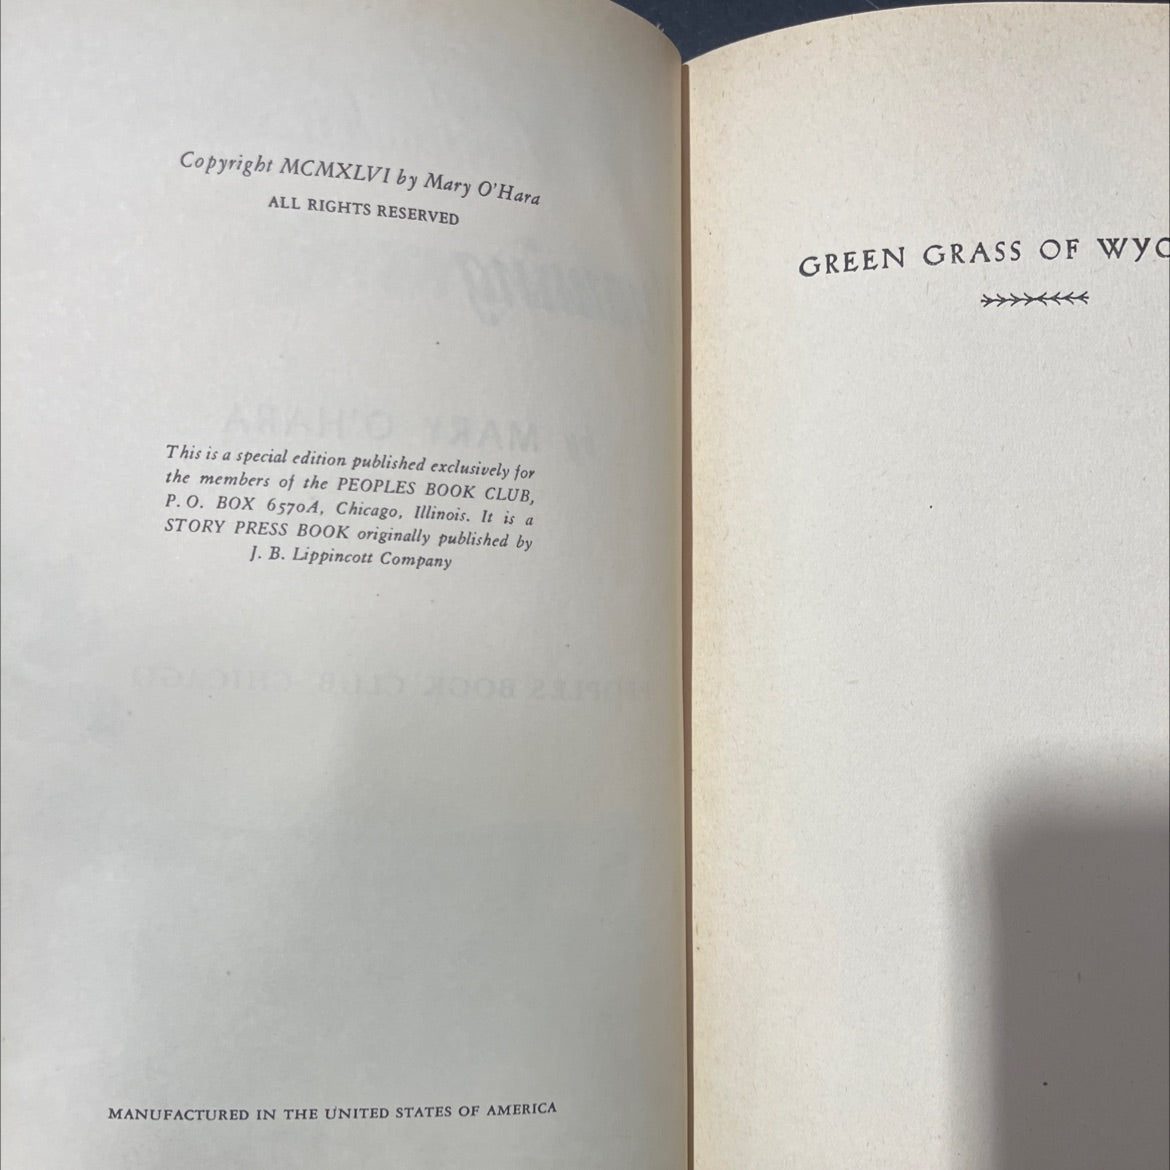 Copyright MCMXLVI by Mary O'Hara
ALL RIGHTS RESERVED
This is a special edition published exclusively for
the members of the PEOPLES BOOK CLUB,
P. O. BOX 6570A, Chicago, Illinois. It is a
STORY PRESS BOOK originally published by
J. B. Lippincott Company
MANUFACTURED IN THE UNITED STATES OF AMERICA
GREEN GRASS OF